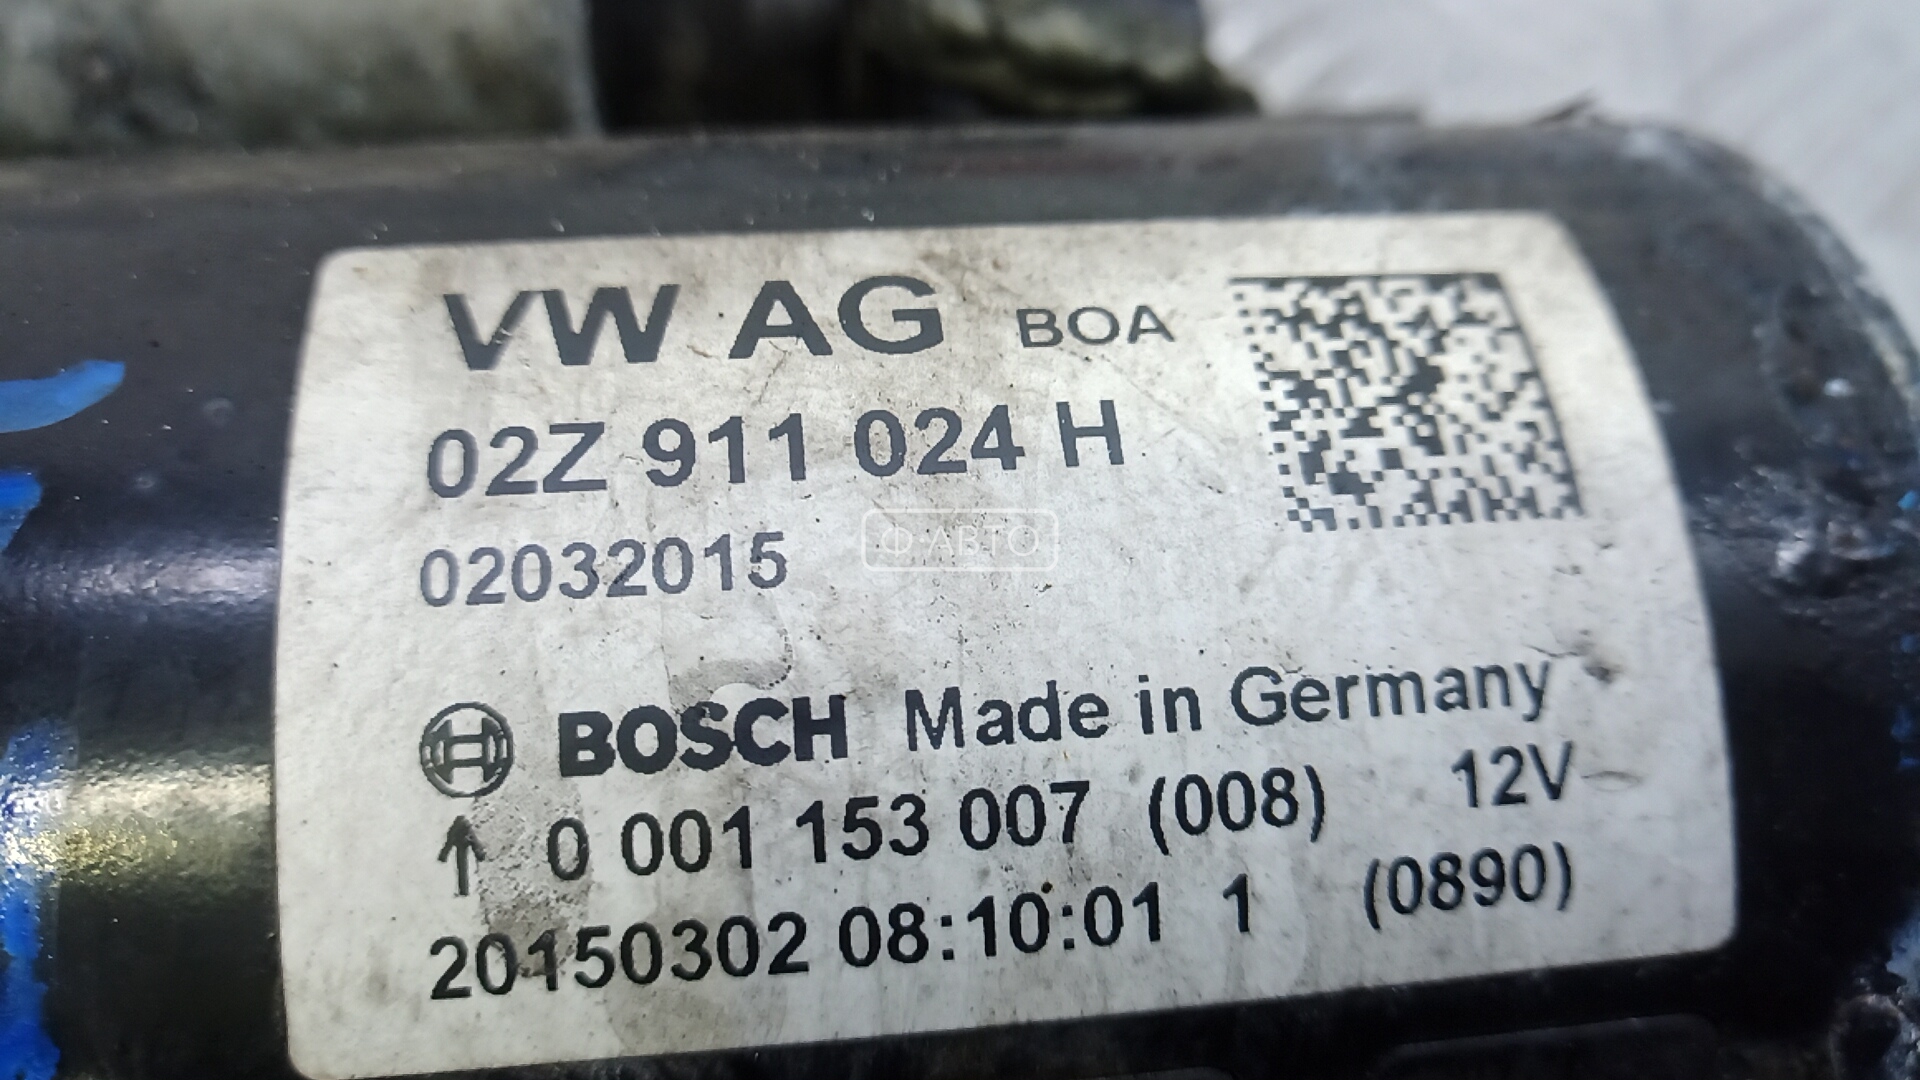 VW AG BOA
02Z 911 024 H
02032015
Ф-АВТО
BOSCH Made in Germany
↑ 0 001 153 007 (008) 12V
20150302 08:10:01 1 (0890)